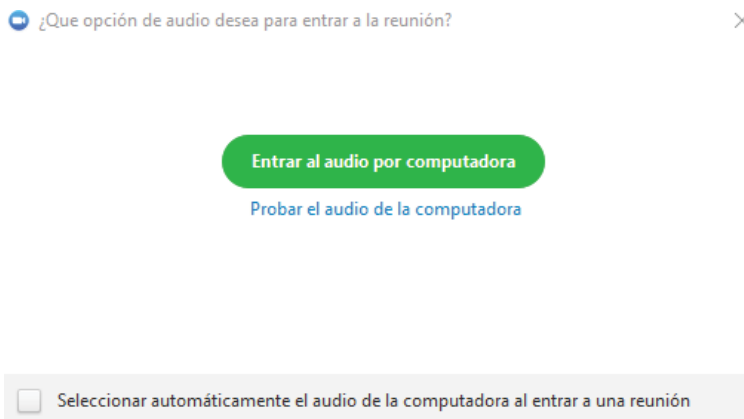 ¿Que opción de audio desea para entrar a la reunión?
Entrar al audio por computadora
Probar el audio de la computadora
Seleccionar automáticamente el audio de la computadora al entrar a una reunión